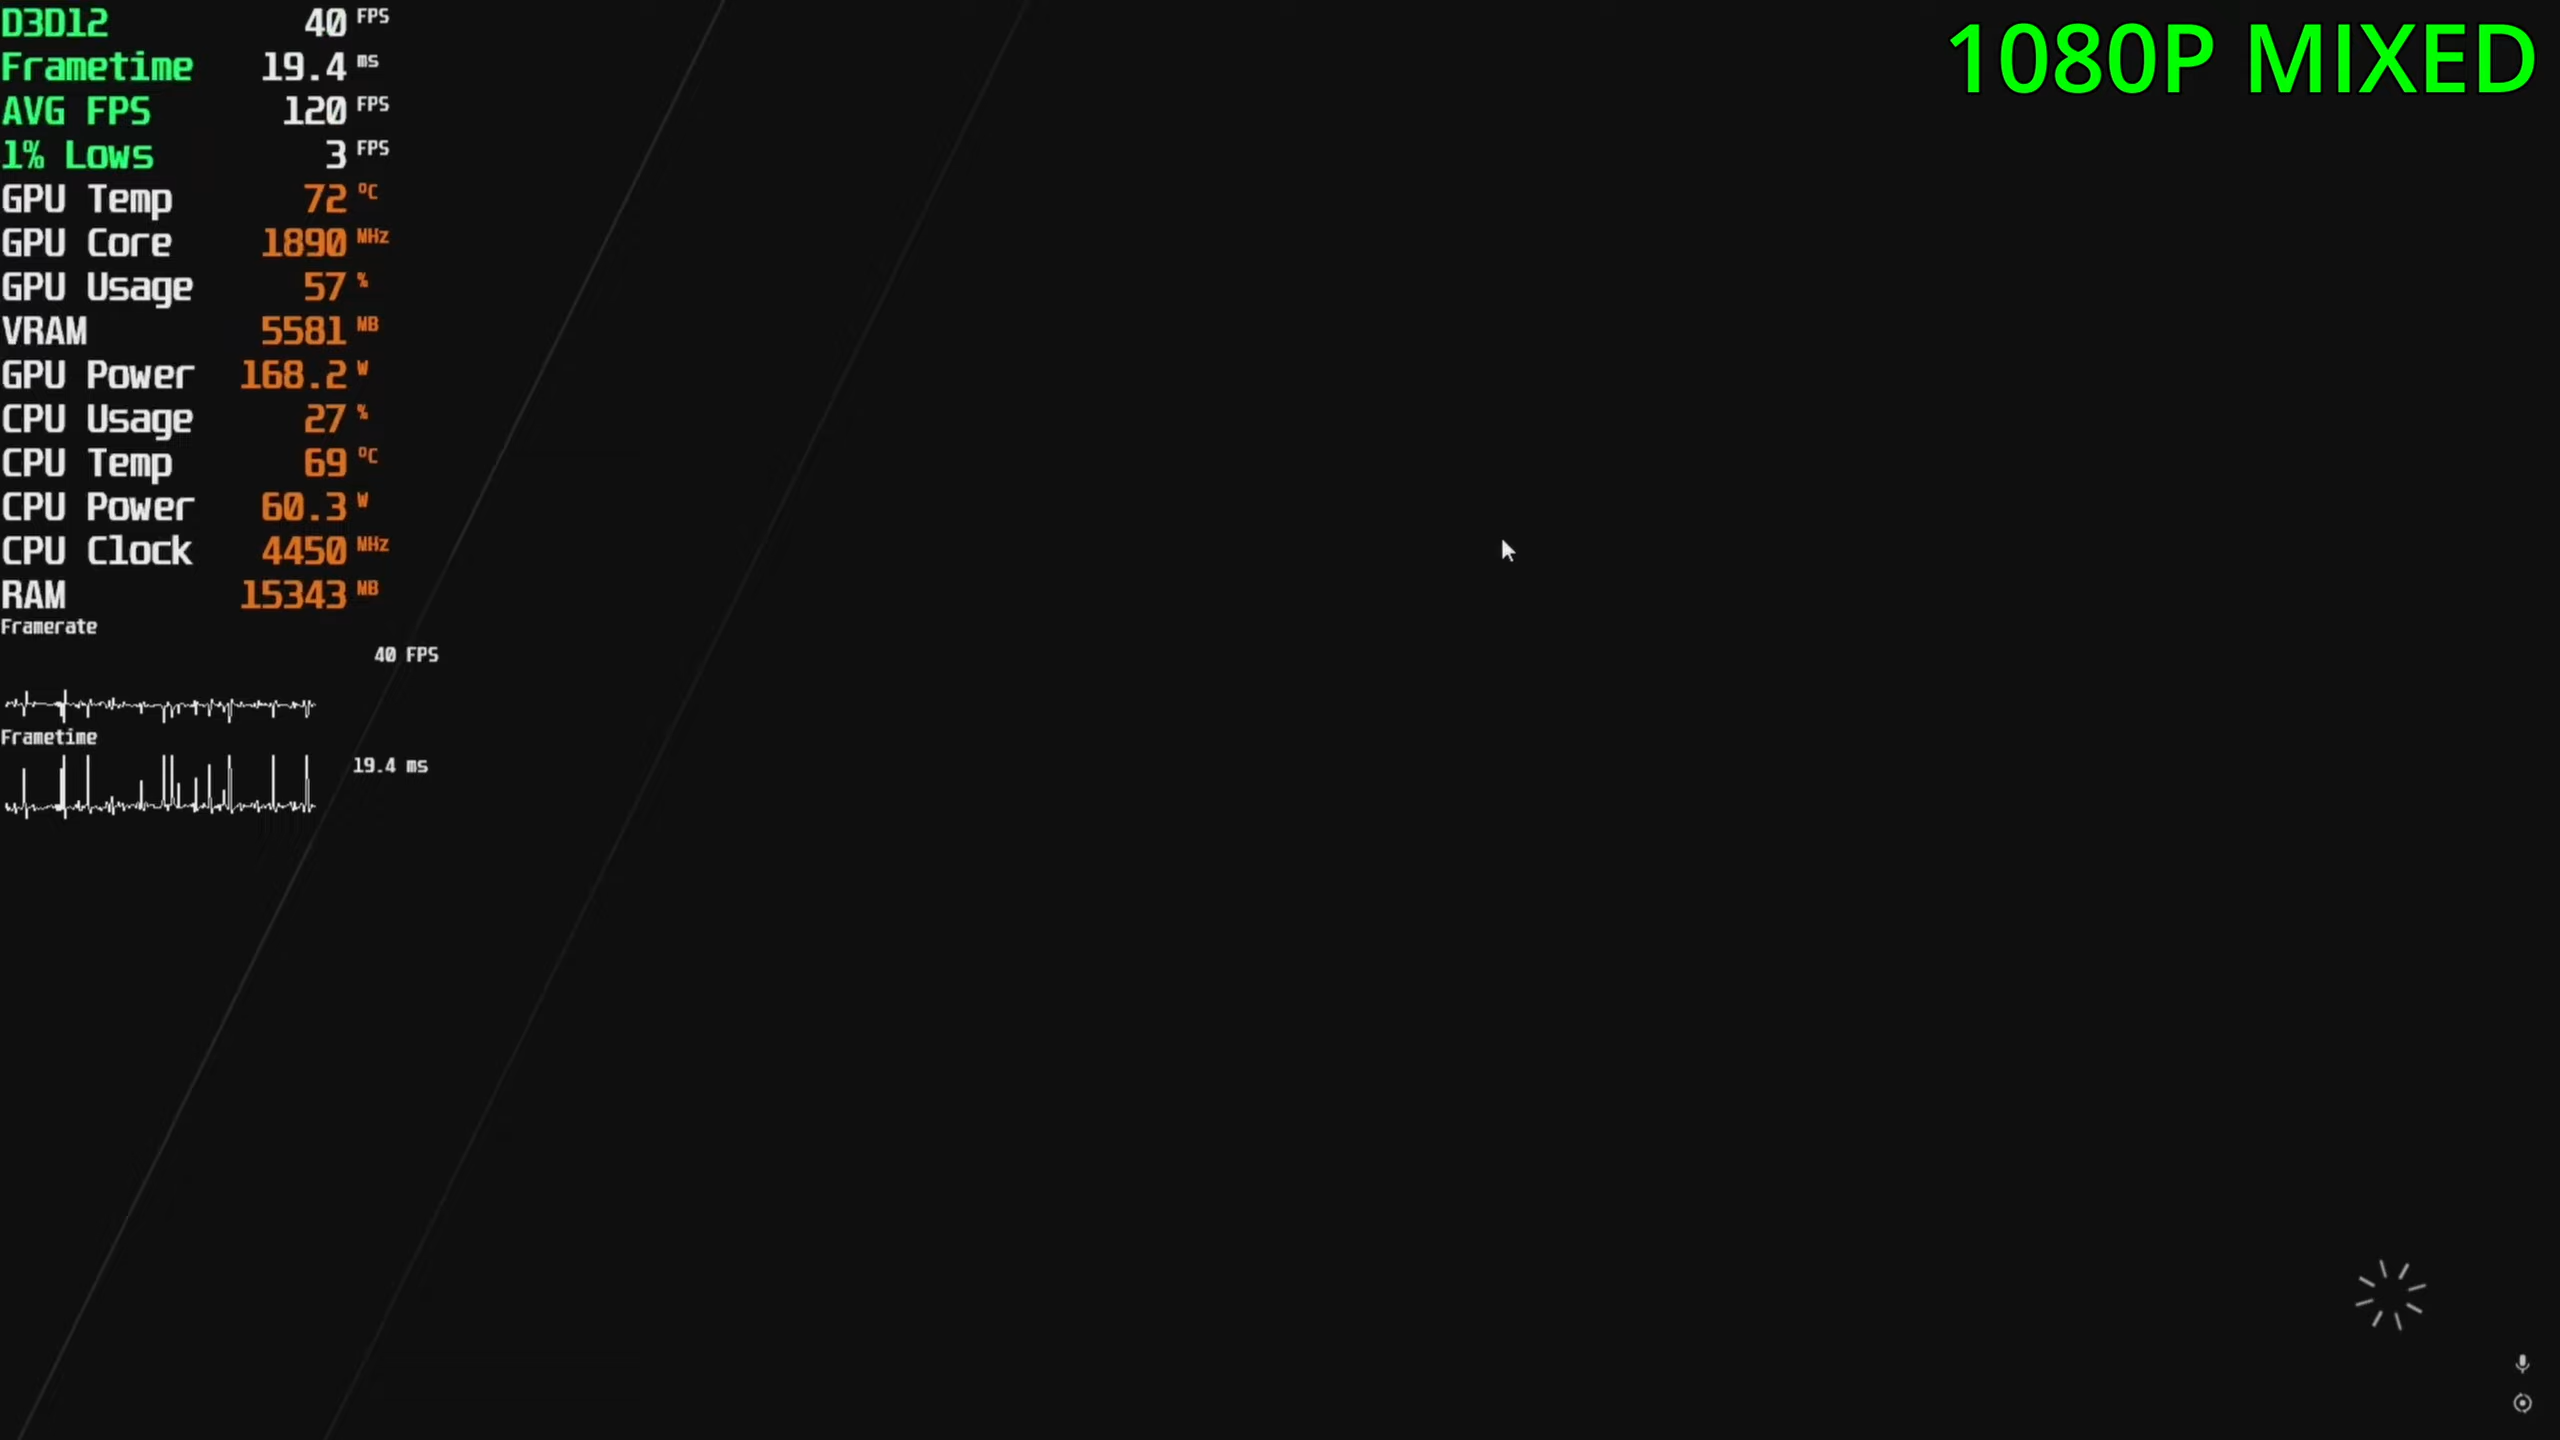 D3D12 40 FPS
Frametime 19.4 ms
AVG FPS 120 FPS
1% Lows 3 FPS
GPU Temp 72 °C
GPU Core 1890 MHz
GPU Usage 57 %
VRAM 5581 MB
GPU Power 168.2 W
CPU Usage 27 %
CPU Temp 69 °C
CPU Power 60.3 W
CPU Clock 4450 MHz
RAM 15343 MB
Framerate
40 FPS
Frametime
19.4 ms
1080P MIXED